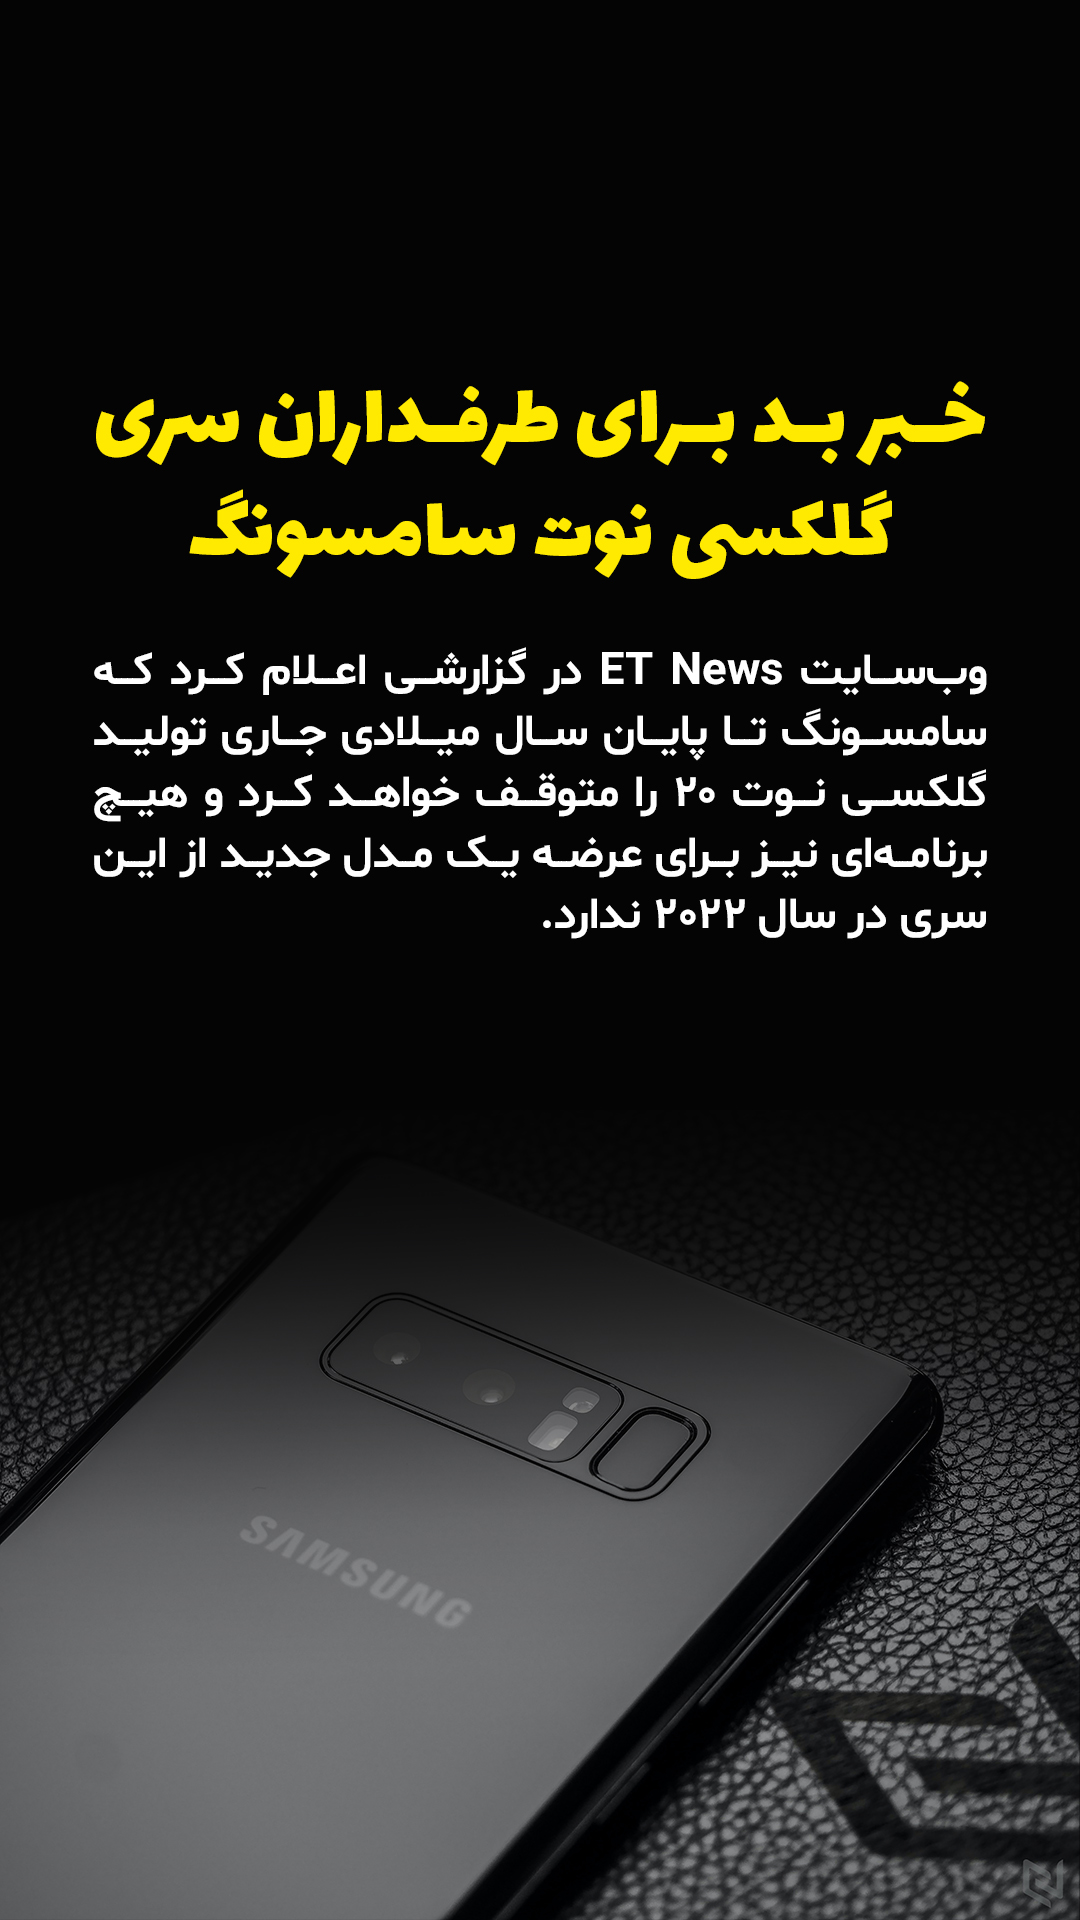 خبر بد برای طرفداران سری
گلکسی نوت سامسونگ
وب‌سایت ET News در گزارشی اعلام کرد که
سامسونگ تا پایان سال میلادی جاری تولید
گلکسی نوت ۲۰ را متوقف خواهد کرد و هیچ
برنامه‌ای نیز برای عرضه یک مدل جدید از این
سری در سال ۲۰۲۲ ندارد.
SAMSUNG